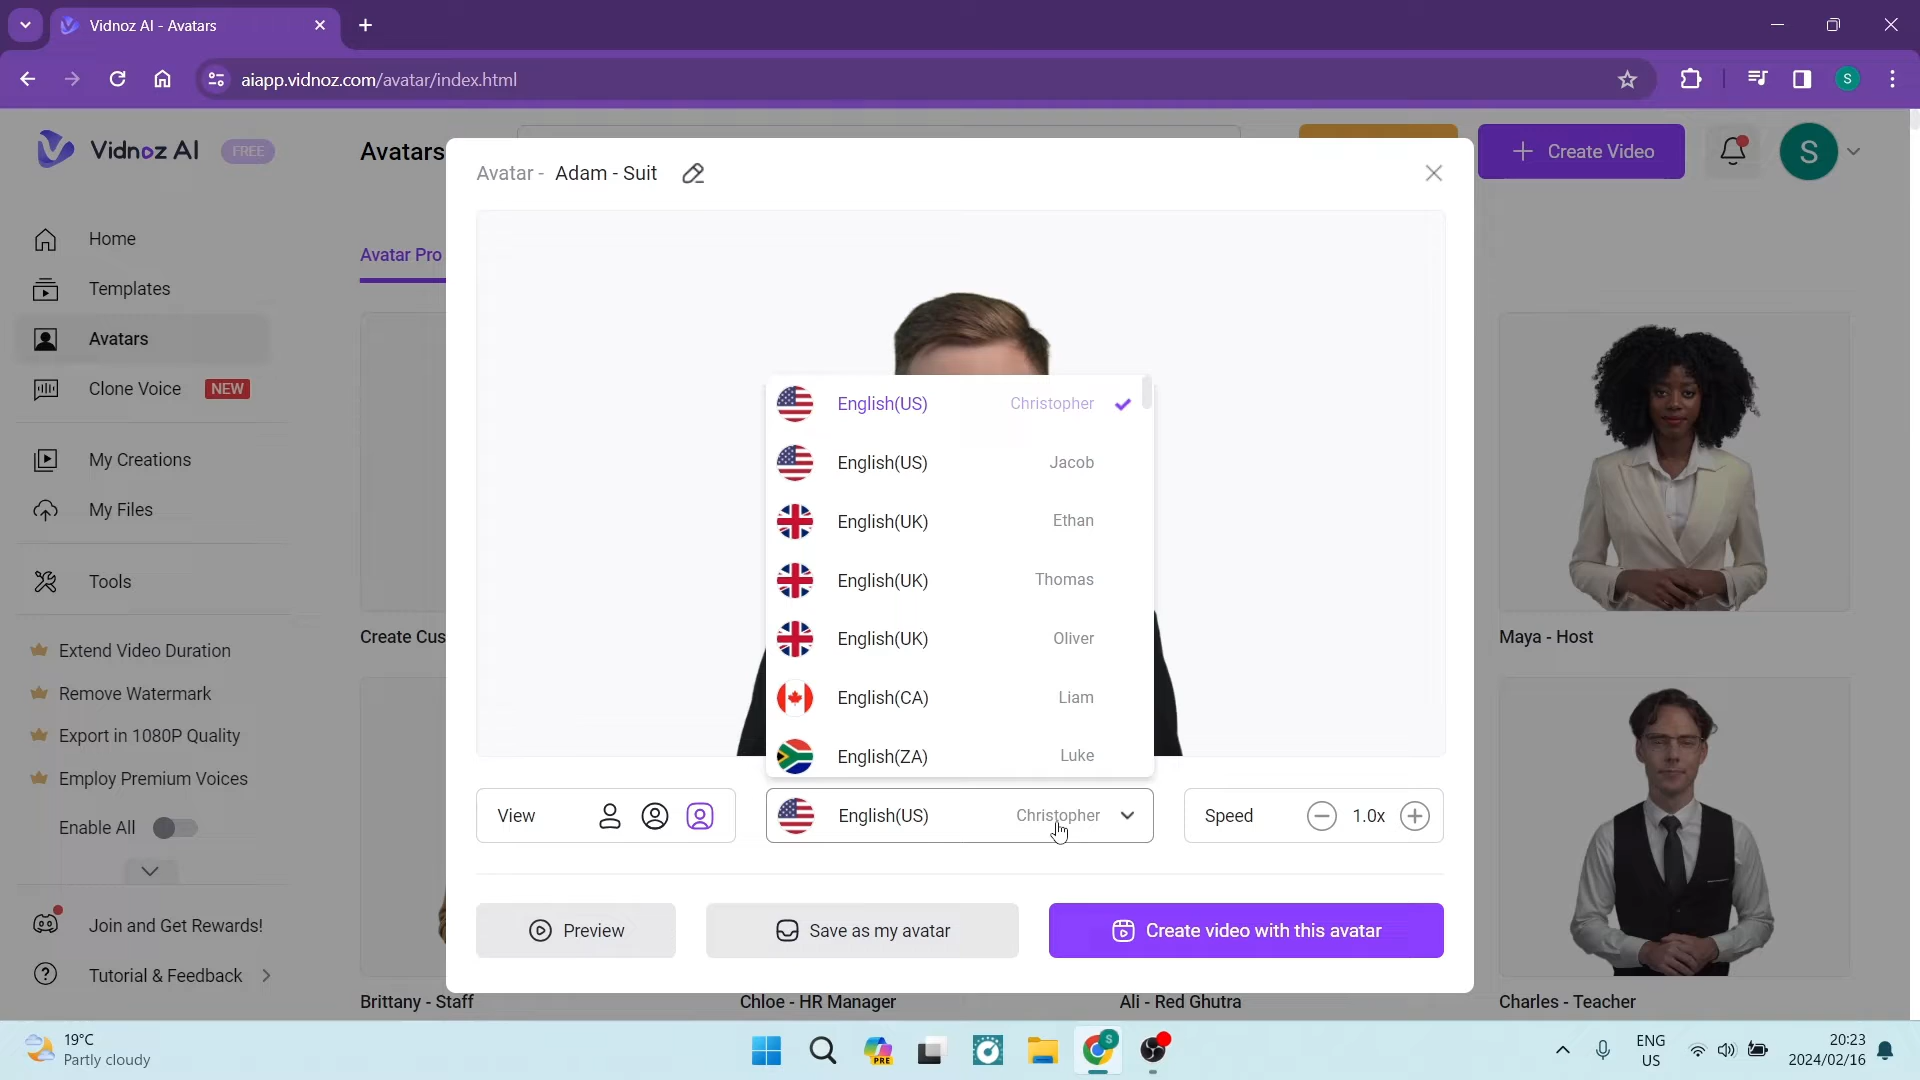 Vidnoz AI - Avatars
aiapp.vidnoz.com/avatar/index.html
S
Vidnoz AI
FREE
Avatars
Create Video
S
Home
Templates
Avatars
Clone Voice NEW
My Creations
My Files
Tools
Extend Video Duration
Remove Watermark
Export in 1080P Quality
Employ Premium Voices
Enable All
Join and Get Rewards!
Tutorial & Feedback
Avatar Pro
Create Cus
Brittany - Staff
Chloe - HR Manager
Ali - Red Ghutra
Maya - Host
Charles - Teacher
Avatar - Adam - Suit
English(US) Christopher
English(US) Jacob
English(UK) Ethan
English(UK) Thomas
English(UK) Oliver
English(CA) Liam
English(ZA) Luke
View
English(US) Christopher
Speed 1.0x
Preview
Save as my avatar
Create video with this avatar
19°C
Partly cloudy
PRE
S
ENG
US
20:23
2024/02/16